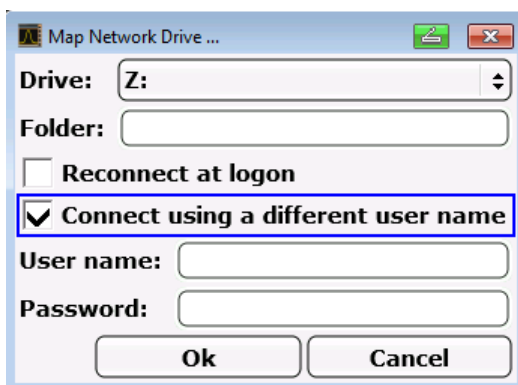 Map Network Drive ...
Drive: Z:
Folder:
Reconnect at logon
Connect using a different user name
User name:
Password:
Ok Cancel